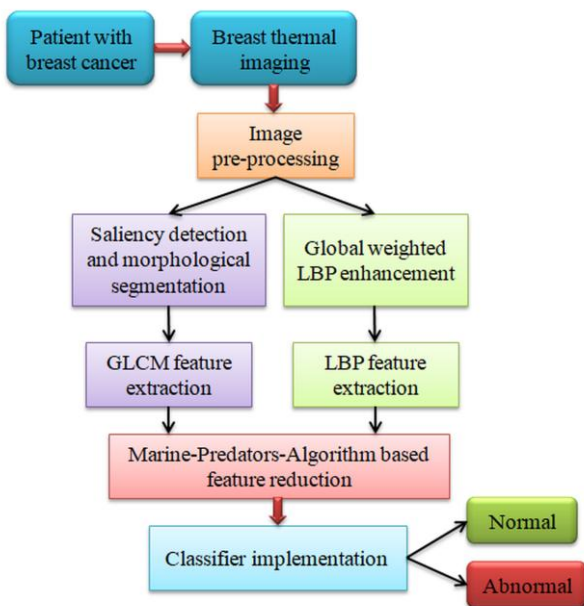 Patient with
breast cancer
Breast thermal
imaging
Image
pre-processing
Saliency detection
and morphological
segmentation
Global weighted
LBP enhancement
GLCM feature
extraction
LBP feature
extraction
Marine-Predators-Algorithm based
feature reduction
Classifier implementation
Normal
Abnormal